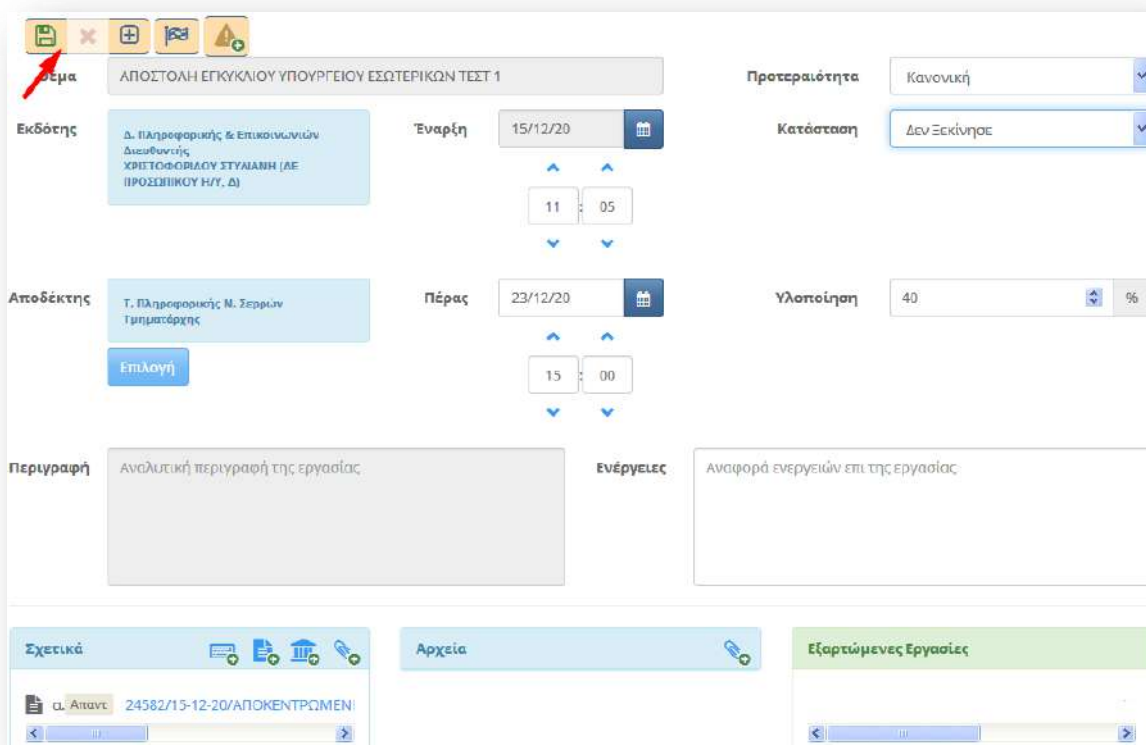 Θέμα ΑΠΟΣΤΟΛΗ ΕΓΚΥΚΛΙΟΥ ΥΠΟΥΡΓΕΙΟΥ ΕΣΩΤΕΡΙΚΩΝ ΤΕΣΤ 1 Προτεραιότητα Κανονική
Εκδότης Δ. Πληροφορικής & Επικοινωνιών Έναρξη 15/12/20 Κατάσταση Δεν Ξεκίνησε
Διευθυντής
ΧΡΙΣΤΟΦΟΡΙΔΟΥ ΣΤΥΛΙΑΝΗ (ΔΕ
ΠΡΟΣΩΠΙΚΟΥ Η/Υ, Δ)
11 : 05
Αποδέκτης Τ. Πληροφορικής Ν. Σερρών Πέρας 23/12/20 Υλοποίηση 40 %
Τμηματάρχης
Επιλογή
15 : 00
Περιγραφή Αναλυτική περιγραφή της εργασίας Ενέργειες Αναφορά ενεργειών επι της εργασίας
Σχετικά Αρχεία Εξαρτώμενες Εργασίες
α. Απαντ 24582/15-12-20/ΑΠΟΚΕΝΤΡΩΜΕΝ